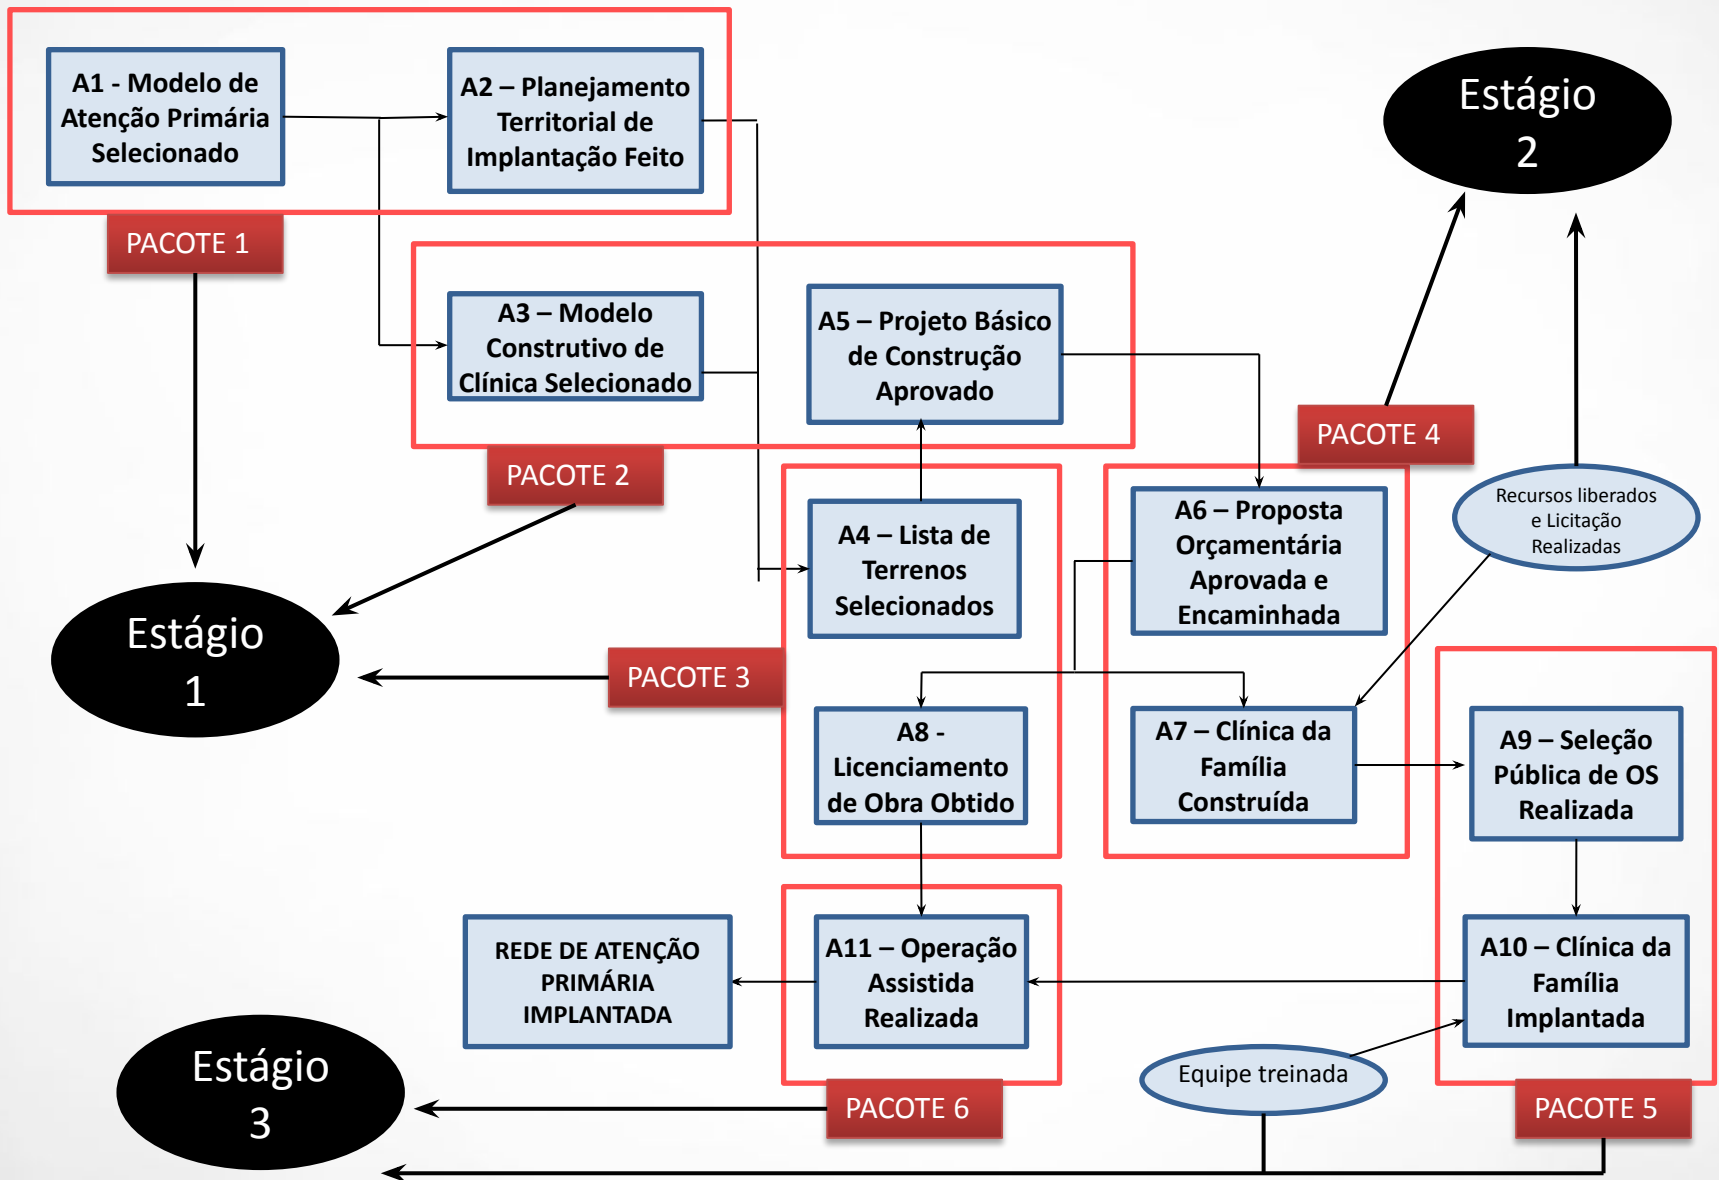 A1 - Modelo de
Atenção Primária
Selecionado
A2 – Planejamento
Territorial de
Implantação Feito
Estágio
2
PACOTE 1
A3 – Modelo
Construtivo de
Clínica Selecionado
A5 – Projeto Básico
de Construção
Aprovado
PACOTE 4
PACOTE 2
A4 – Lista de
Terrenos
Selecionados
A6 – Proposta
Orçamentária
Aprovada e
Encaminhada
Recursos liberados
e Licitação
Realizadas
Estágio
1
PACOTE 3
A8 -
Licenciamento
de Obra Obtido
A7 – Clínica da
Família
Construída
A9 – Seleção
Pública de OS
Realizada
REDE DE ATENÇÃO
PRIMÁRIA
IMPLANTADA
A11 – Operação
Assistida
Realizada
A10 – Clínica da
Família
Implantada
Estágio
3
Equipe treinada
PACOTE 6
PACOTE 5